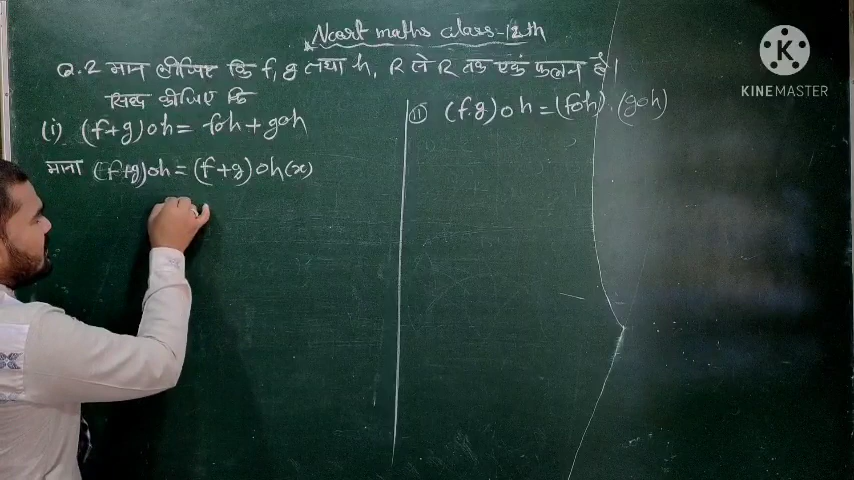 Ncert maths class-12th
Q.2 मान लीजिए कि f, g तथा h, R से R तक एक फलन है।
सिद्ध कीजिए कि
(i) (f+g)oh = foh + goh
माना (f+g)oh = (f+g)oh(x)
(ii) (f.g)oh = (foh).(goh)
KINEMASTER